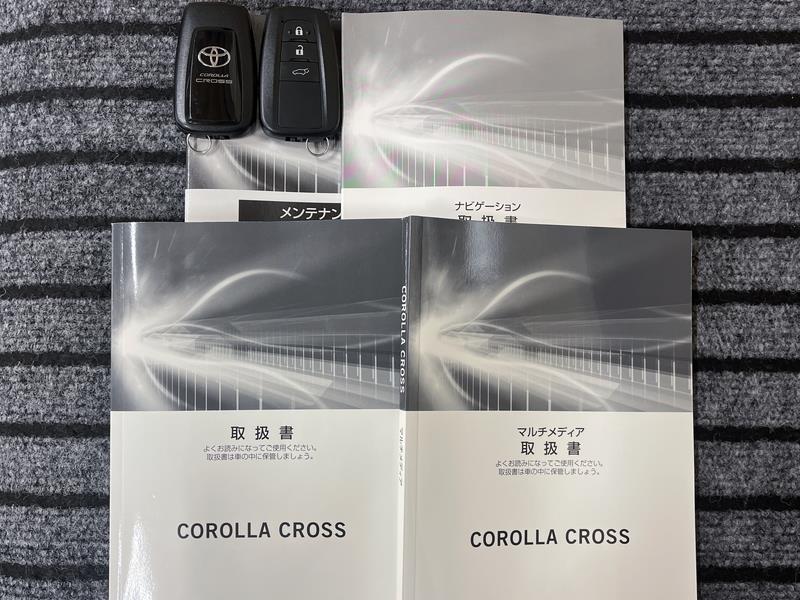 COROLLA
CROSS
メンテナン
ナビゲーション
取扱書
取扱書
よくお読みになってご使用ください。
取扱書は車の中に保管しましょう。
COROLLA CROSS
COROLLA CROSS
マルチメディア
マルチメディア
取扱書
よくお読みになってご使用ください。
取扱書は車の中に保管しましょう。
COROLLA CROSS